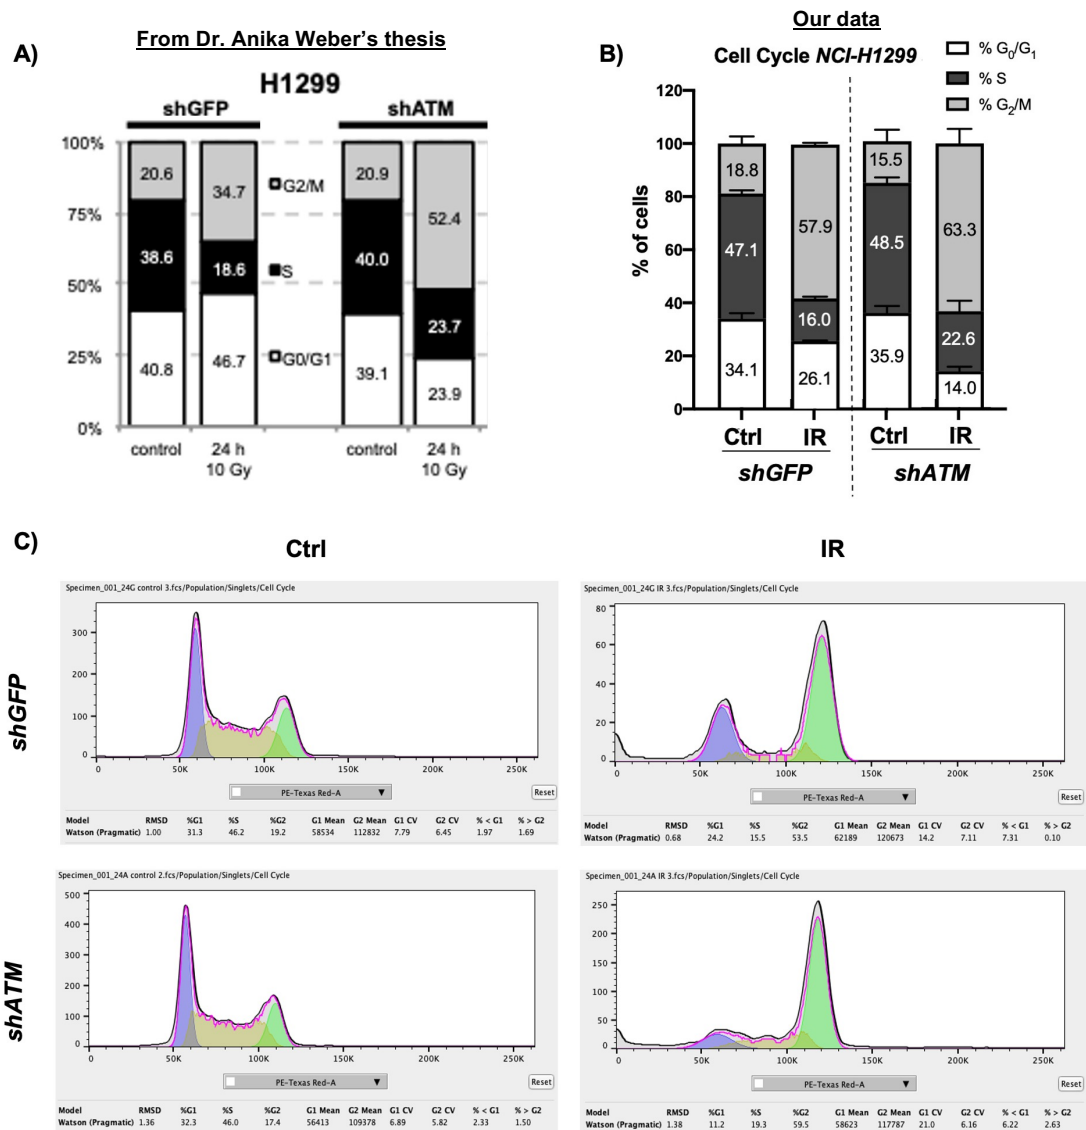 From Dr. Anika Weber's thesis
Our data
A)
H1299
shGFP
shATM
100%
75%
50%
25%
0%
20.6
38.6
40.8
34.7
18.6
46.7
G2/M
S
G0/G1
20.9
40.0
39.1
52.4
23.7
23.9
control
24 h
10 Gy
control
24 h
10 Gy
B)
Cell Cycle NCI-H1299
% G0/G1
% S
% G2/M
% of cells
120
100
80
60
40
20
0
18.8
47.1
34.1
57.9
16.0
26.1
15.5
48.5
35.9
63.3
22.6
14.0
Ctrl IR Ctrl IR
shGFP shATM
C)
Ctrl
IR
shGFP
Specimen_001_24G control 3.fcs/Population/Singlets/Cell Cycle
300
200
100
0
0 50K 100K 150K 200K 250K
PE-Texas Red-A ▼
Reset
Model RMSD %G1 %S %G2 G1 Mean G2 Mean G1 CV G2 CV % < G1 % > G2
Watson (Pragmatic) 1.00 31.3 46.2 19.2 58534 112832 7.79 6.45 1.97 1.69
Specimen_001_24G IR 3.fcs/Population/Singlets/Cell Cycle
80
60
40
20
0
0 50K 100K 150K 200K 250K
PE-Texas Red-A ▼
Reset
Model RMSD %G1 %S %G2 G1 Mean G2 Mean G1 CV G2 CV % < G1 % > G2
Watson (Pragmatic) 0.68 24.2 15.5 53.5 62189 120673 14.2 7.11 7.31 0.10
shATM
Specimen_001_24A control 2.fcs/Population/Singlets/Cell Cycle
500
400
300
200
100
0
0 50K 100K 150K 200K 250K
PE-Texas Red-A ▼
Reset
Model RMSD %G1 %S %G2 G1 Mean G2 Mean G1 CV G2 CV % < G1 % > G2
Watson (Pragmatic) 1.36 32.3 46.0 17.4 56413 109378 6.89 5.82 2.33 1.50
Specimen_001_24A IR 3.fcs/Population/Singlets/Cell Cycle
250
200
150
100
50
0
0 50K 100K 150K 200K 250K
PE-Texas Red-A ▼
Reset
Model RMSD %G1 %S %G2 G1 Mean G2 Mean G1 CV G2 CV % < G1 % > G2
Watson (Pragmatic) 1.38 11.2 19.3 59.5 58623 117787 21.0 6.16 6.22 2.63